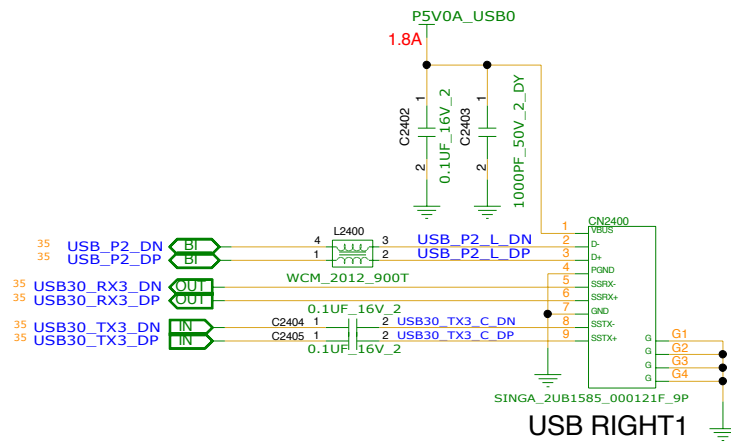 P5V0A_USB0
1.8A
1
1
C2402
0.1UF_16V_2
C2403
1000PF_50V_2_DY
2
2
CN2400
L2400
35 USB_P2_DN BI 4 3 USB_P2_L_DN 2 D-
1 VBUS
35 USB_P2_DP BI 1 2 USB_P2_L_DP 3 D+
WCM_2012_900T
4 PGND
35 USB30_RX3_DN OUT 5 SSRX-
35 USB30_RX3_DP OUT 6 SSRX+
0.1UF_16V_2
7 GND
35 USB30_TX3_DN IN C2404 1 2 USB30_TX3_C_DN 8 SSTX-
35 USB30_TX3_DP IN C2405 1 2 USB30_TX3_C_DP 9 SSTX+
0.1UF_16V_2
G G1
G G2
G G3
G G4
SINGA_2UB1585_000121F_9P
USB RIGHT1